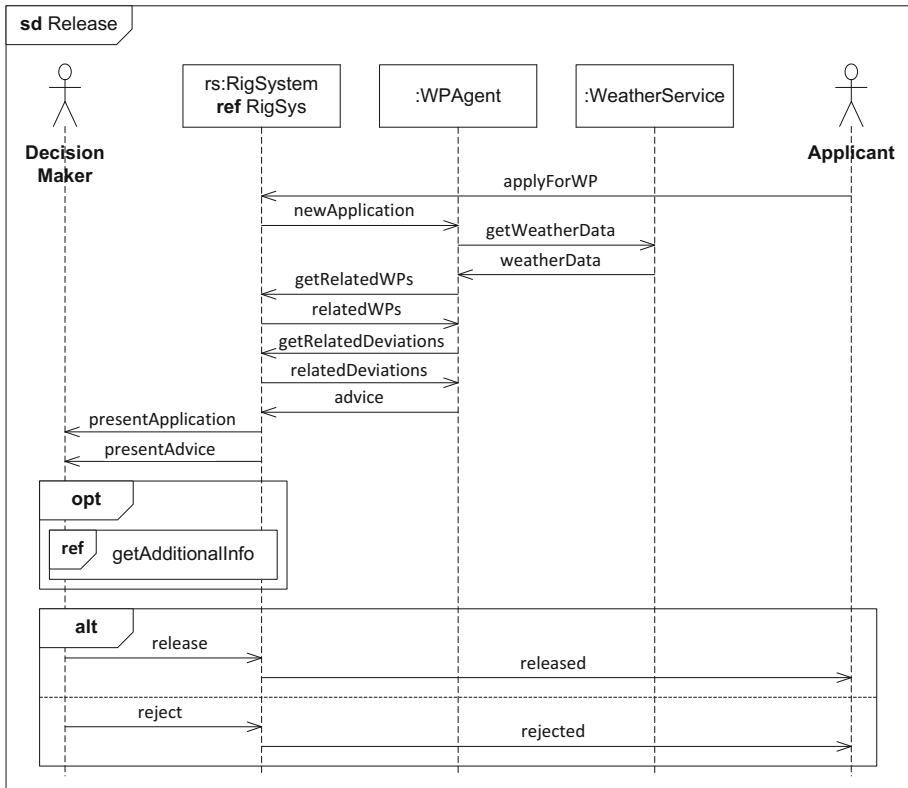 sd Release
rs:RigSystem
ref RigSys
:WPAgent
:WeatherService
Decision
Maker
Applicant
applyForWP
newApplication
getWeatherData
weatherData
getRelatedWPs
relatedWPs
getRelatedDeviations
relatedDeviations
advice
presentApplication
presentAdvice
opt
ref getAdditionalInfo
alt
release
released
reject
rejected